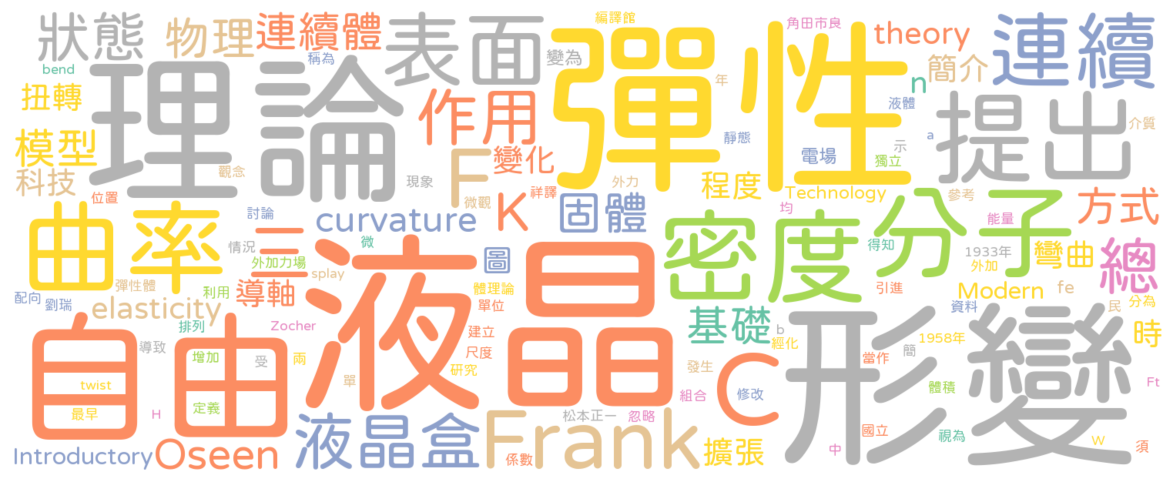 狀態
物理
連續體
表面
編譯館
角田市良
theory
連續
bend
稱為
變為
彈性
簡介
理論
扭轉
作用
年
n
液體
提出
介質
模型
變化
靜態
a
示
電場
獨立
科技
觀念
現象
F
祥譯
外力
程度
Technology
參考
位置
微觀
K
固體
均
能量
方式
曲率
討論
curvature
密度
分子
情況
三
微
圖
得知
1933年
彎曲
總
外加力場
splay
外加
配向
劉瑞
彈性體
利用
導軸
體理論
單位
引進
Modern
fe
資料
民
分為
elasticity
液晶
自由
排列
Zocher
建立
基礎
b
形變
時
導致
增加
受
兩
尺度
經化
1958年
簡
當作
研究
發生
C
twist
單
組合
修改
體積
Ft
最早
H
定義
松本正一
忽略
國立
視為
W
須
中
Introductory
Oseen
液晶盒
Frank
係數
擴張